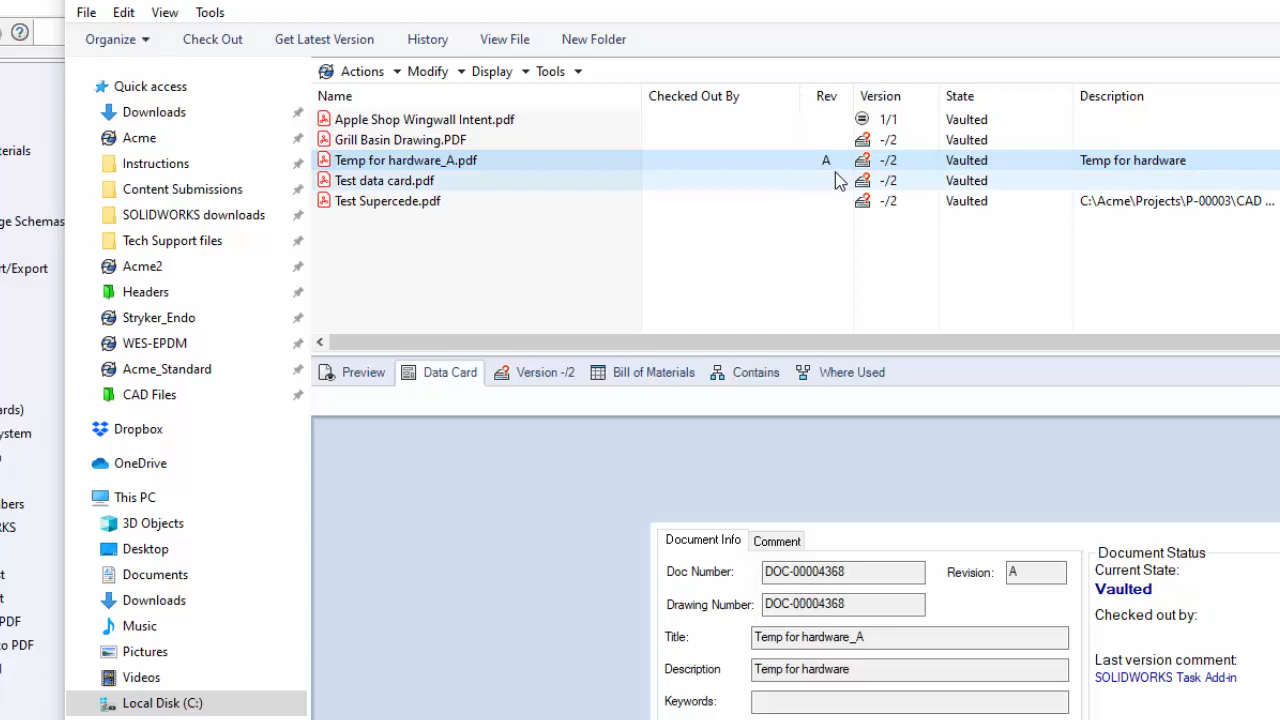 File Edit View Tools
Organize Check Out Get Latest Version History View File New Folder
Actions Modify Display Tools
Name Checked Out By Rev Version State Description
Apple Shop Wingwall Intent.pdf 1/1 Vaulted
Grill Basin Drawing.PDF -/2 Vaulted
Temp for hardware_A.pdf A -/2 Vaulted Temp for hardware
Test data card.pdf -/2 Vaulted
Test Supercede.pdf -/2 Vaulted C:\Acme\Projects\P-00003\CAD ...
Quick access
Downloads
Acme
Instructions
Content Submissions
SOLIDWORKS downloads
Tech Support files
Acme2
Headers
Stryker_Endo
WES-EPDM
Acme_Standard
CAD Files
Dropbox
OneDrive
This PC
3D Objects
Desktop
Documents
Downloads
Music
Pictures
Videos
Local Disk (C:)
Preview Data Card Version -/2 Bill of Materials Contains Where Used
Document Info Comment
Doc Number: DOC-00004368 Revision: A
Drawing Number: DOC-00004368
Title: Temp for hardware_A
Description Temp for hardware
Keywords:
Document Status
Current State:
Vaulted
Checked out by:
Last version comment:
SOLIDWORKS Task Add-in
terials
ge Schemas
rt/Export
ards)
ystem
bers
KS
t
t
PDF
to PDF